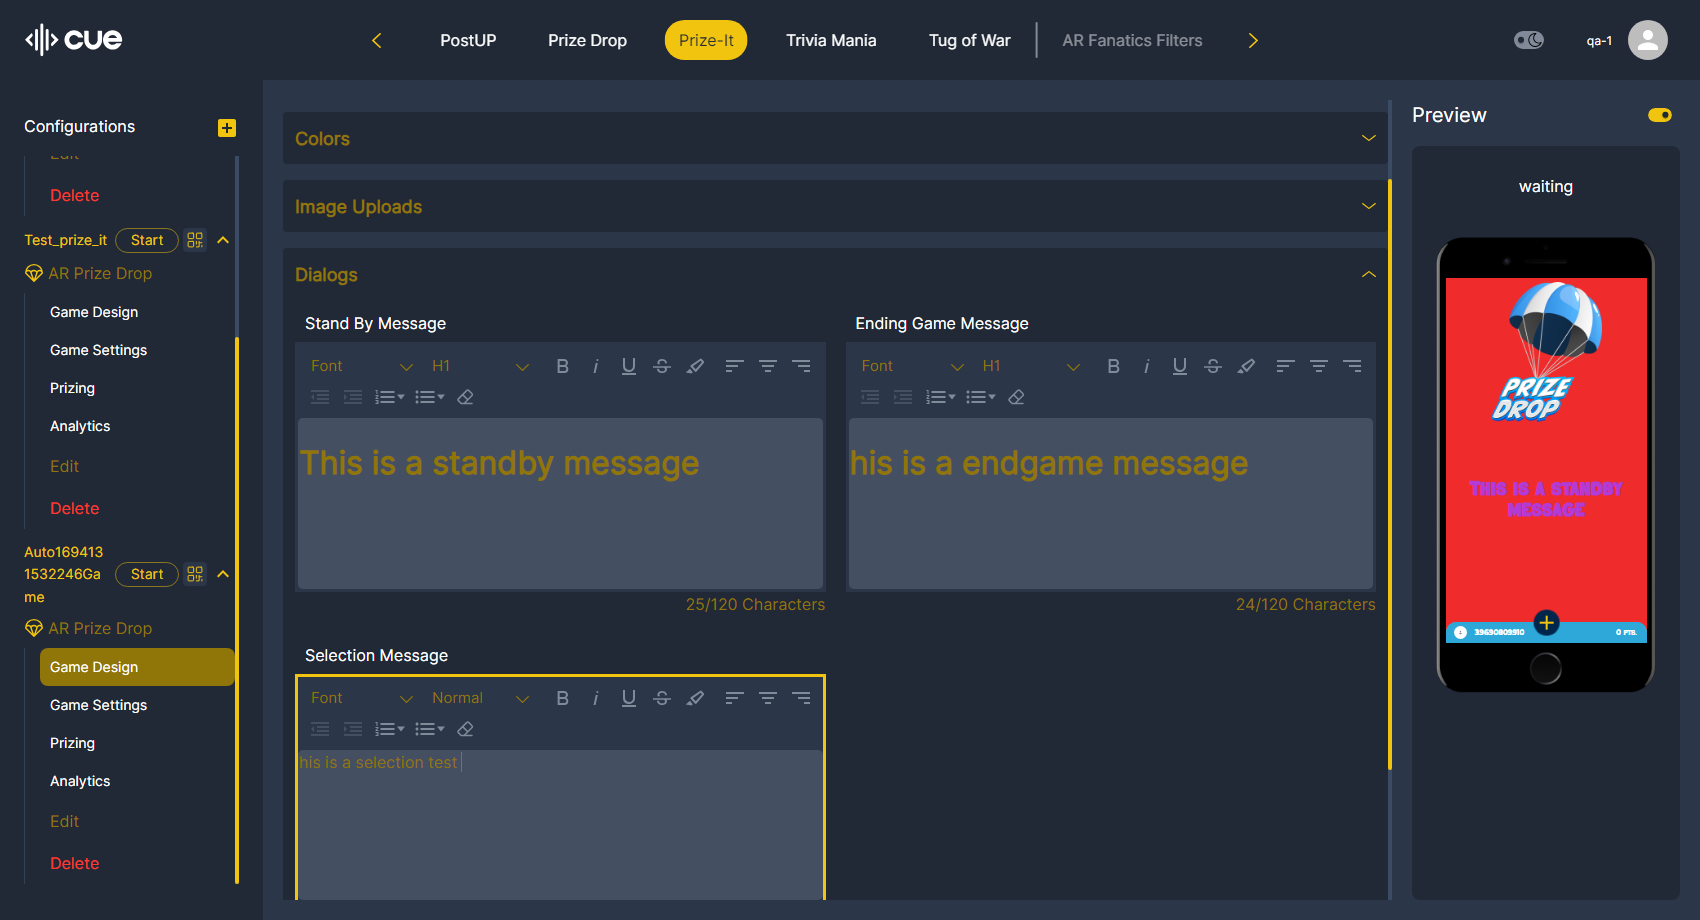 cue
PostUP
Prize Drop
Prize-It
Trivia Mania
Tug of War
AR Fanatics Filters
qa-1
Configurations
Edit
Delete
Test_prize_it
Start
AR Prize Drop
Game Design
Game Settings
Prizing
Analytics
Edit
Delete
Auto169413
1532246Ga
me
Start
AR Prize Drop
Game Design
Game Settings
Prizing
Analytics
Edit
Delete
Colors
Image Uploads
Dialogs
Stand By Message
Font
H1
This is a standby message
25/120 Characters
Ending Game Message
Font
H1
his is a endgame message
24/120 Characters
Selection Message
Font
Normal
his is a selection test
Preview
waiting
PRIZE
DROP
THIS IS A STANDBY
MESSAGE
0 PTS.